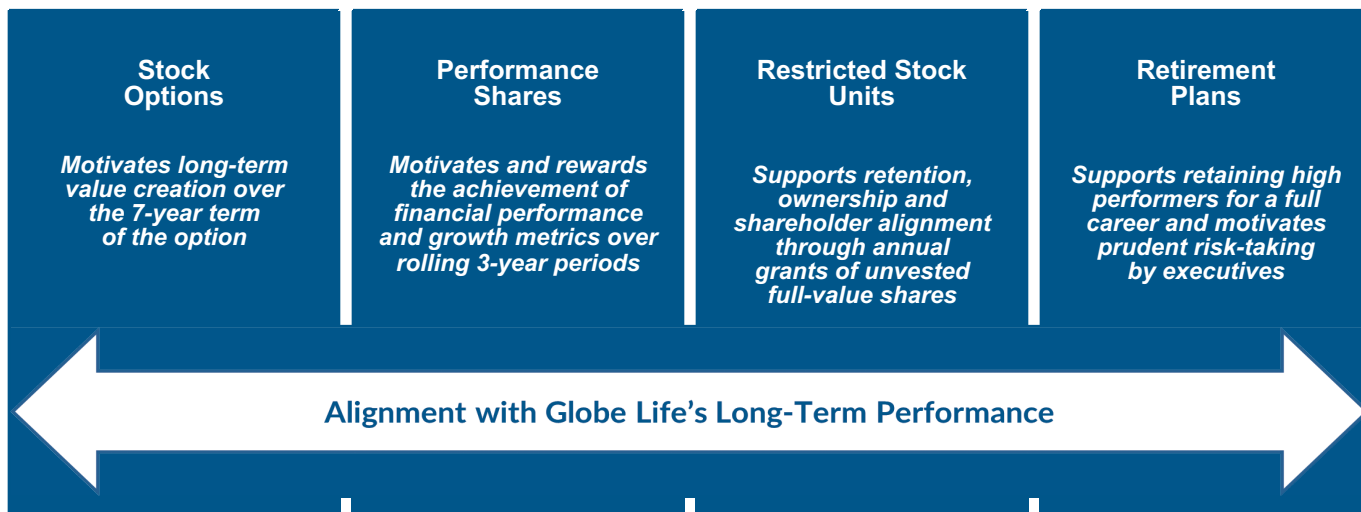 Stock
Options
Motivates long-term
value creation over
the 7-year term
of the option
Performance
Shares
Motivates and rewards
the achievement of
financial performance
and growth metrics over
rolling 3-year periods
Restricted Stock
Units
Supports retention,
ownership and
shareholder alignment
through annual
grants of unvested
full-value shares
Retirement
Plans
Supports retaining high
performers for a full
career and motivates
prudent risk-taking
by executives
Alignment with Globe Life’s Long-Term Performance